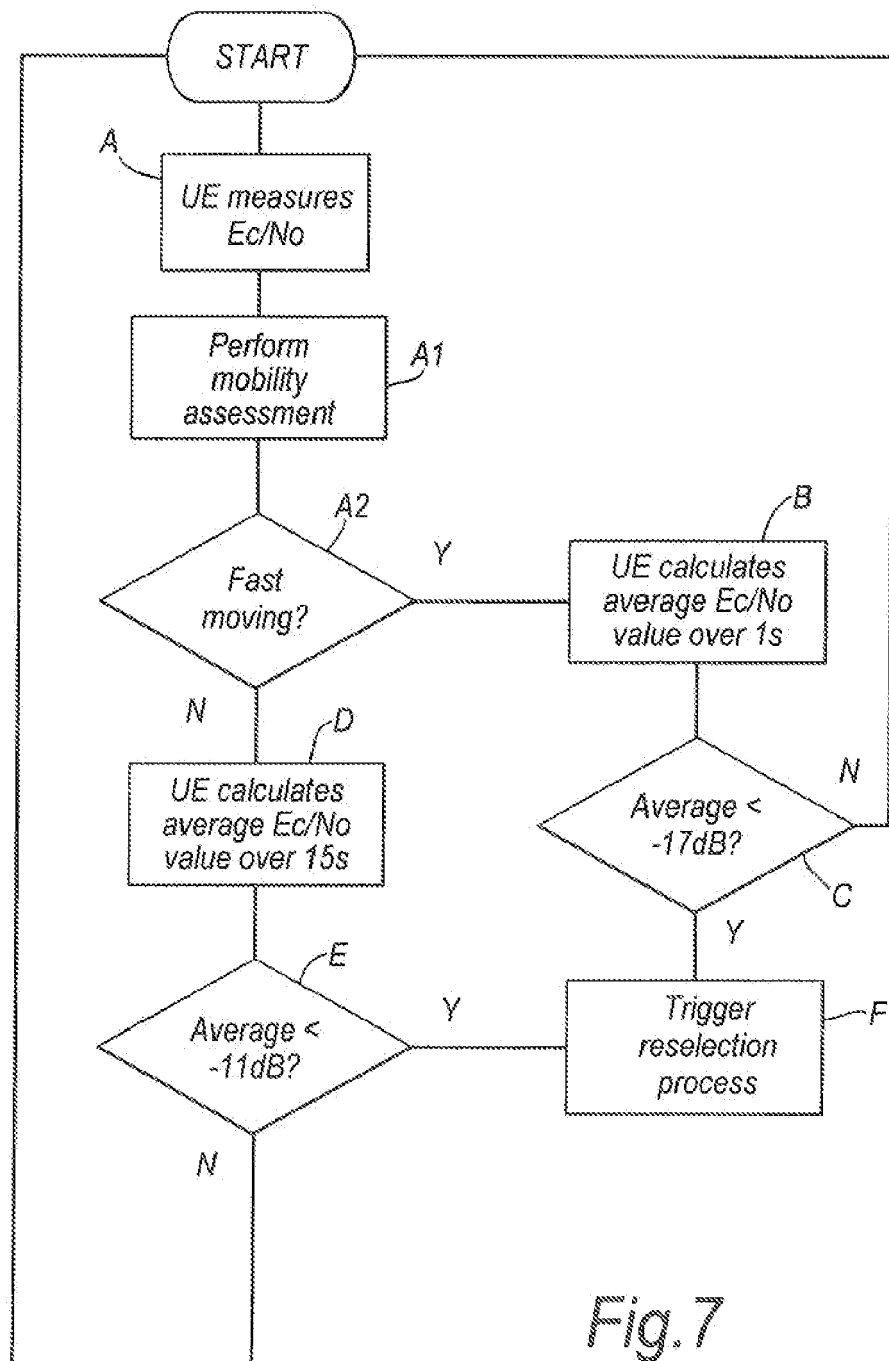 START
A
UE measures
Ec/No
Perform
mobility
assessment
A1
A2
Fast
moving?
Y
B
UE calculates
average Ec/No
value over 1s
N
D
UE calculates
average Ec/No
value over 15s
Average <
-17dB?
N
C
Y
E
Average <
-11dB?
Y
Trigger
reselection
process
F
N
Fig.7